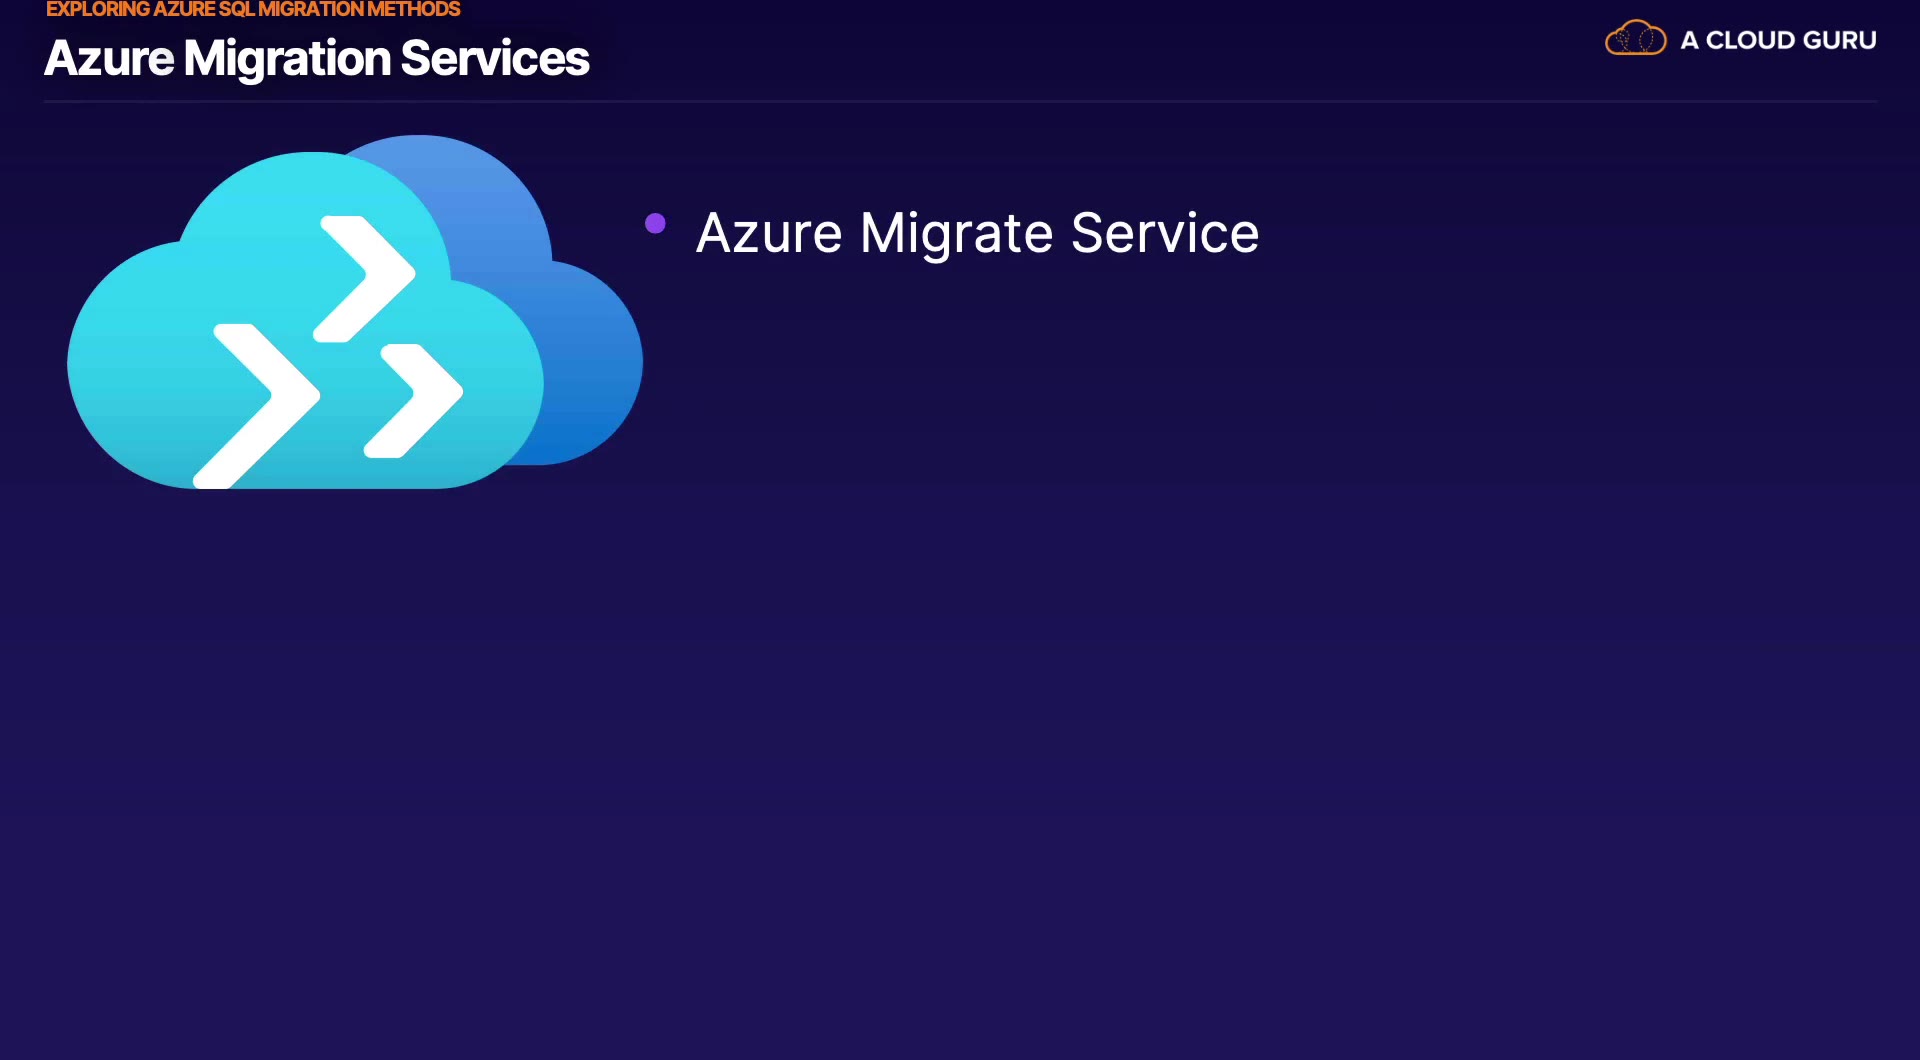 EXPLORING AZURE SQL MIGRATION METHODS
Azure Migration Services
A CLOUD GURU
Azure Migrate Service